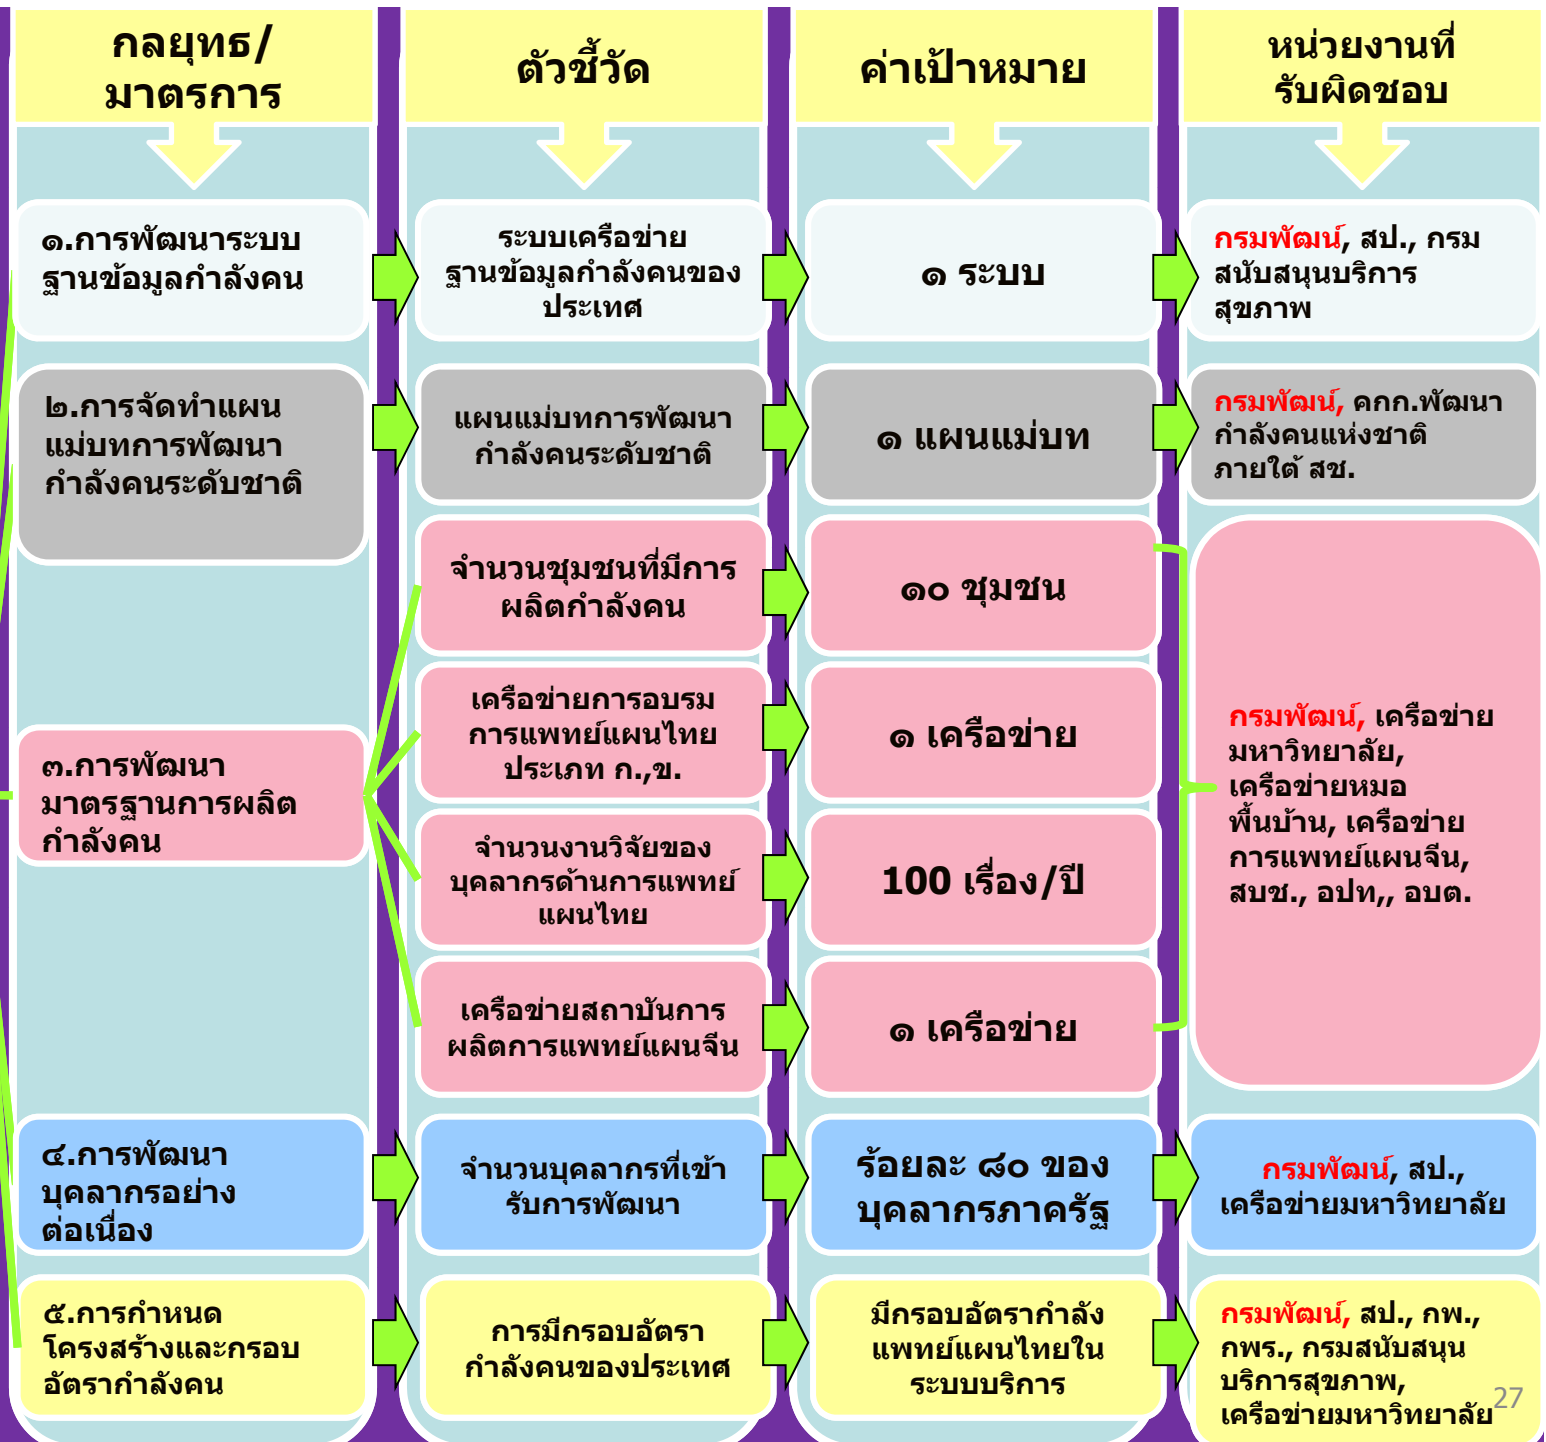 กลยุทธ/
มาตรการ
ตัวชี้วัด
ค่าเป้าหมาย
หน่วยงานที่
รับผิดชอบ
๑.การพัฒนาระบบ
ฐานข้อมูลกำลังคน
ระบบเครือข่าย
ฐานข้อมูลกำลังคนของ
ประเทศ
๑ ระบบ
กรมพัฒน์, สป., กรม
สนับสนุนบริการ
สุขภาพ
๒.การจัดทำแผน
แม่บทการพัฒนา
กำลังคนระดับชาติ
แผนแม่บทการพัฒนา
กำลังคนระดับชาติ
๑ แผนแม่บท
กรมพัฒน์, คกก.พัฒนา
กำลังคนแห่งชาติ
ภายใต้ สช.
๓.การพัฒนา
มาตรฐานการผลิต
กำลังคน
จำนวนชุมชนที่มีการ
ผลิตกำลังคน
๑๐ ชุมชน
เครือข่ายการอบรม
การแพทย์แผนไทย
ประเภท ก.,ข.
๑ เครือข่าย
จำนวนงานวิจัยของ
บุคลากรด้านการแพทย์
แผนไทย
100 เรื่อง/ปี
เครือข่ายสถาบันการ
ผลิตการแพทย์แผนจีน
๑ เครือข่าย
กรมพัฒน์, เครือข่าย
มหาวิทยาลัย,
เครือข่ายหมอ
พื้นบ้าน, เครือข่าย
การแพทย์แผนจีน,
สบช., อปท,, อบต.
๔.การพัฒนา
บุคลากรอย่าง
ต่อเนื่อง
จำนวนบุคลากรที่เข้า
รับการพัฒนา
ร้อยละ ๘๐ ของ
บุคลากรภาครัฐ
กรมพัฒน์, สป.,
เครือข่ายมหาวิทยาลัย
๕.การกำหนด
โครงสร้างและกรอบ
อัตรากำลังคน
การมีกรอบอัตรา
กำลังคนของประเทศ
มีกรอบอัตรากำลัง
แพทย์แผนไทยใน
ระบบบริการ
กรมพัฒน์, สป., กพ.,
กพร., กรมสนับสนุน
บริการสุขภาพ,
เครือข่ายมหาวิทยาลัย
27